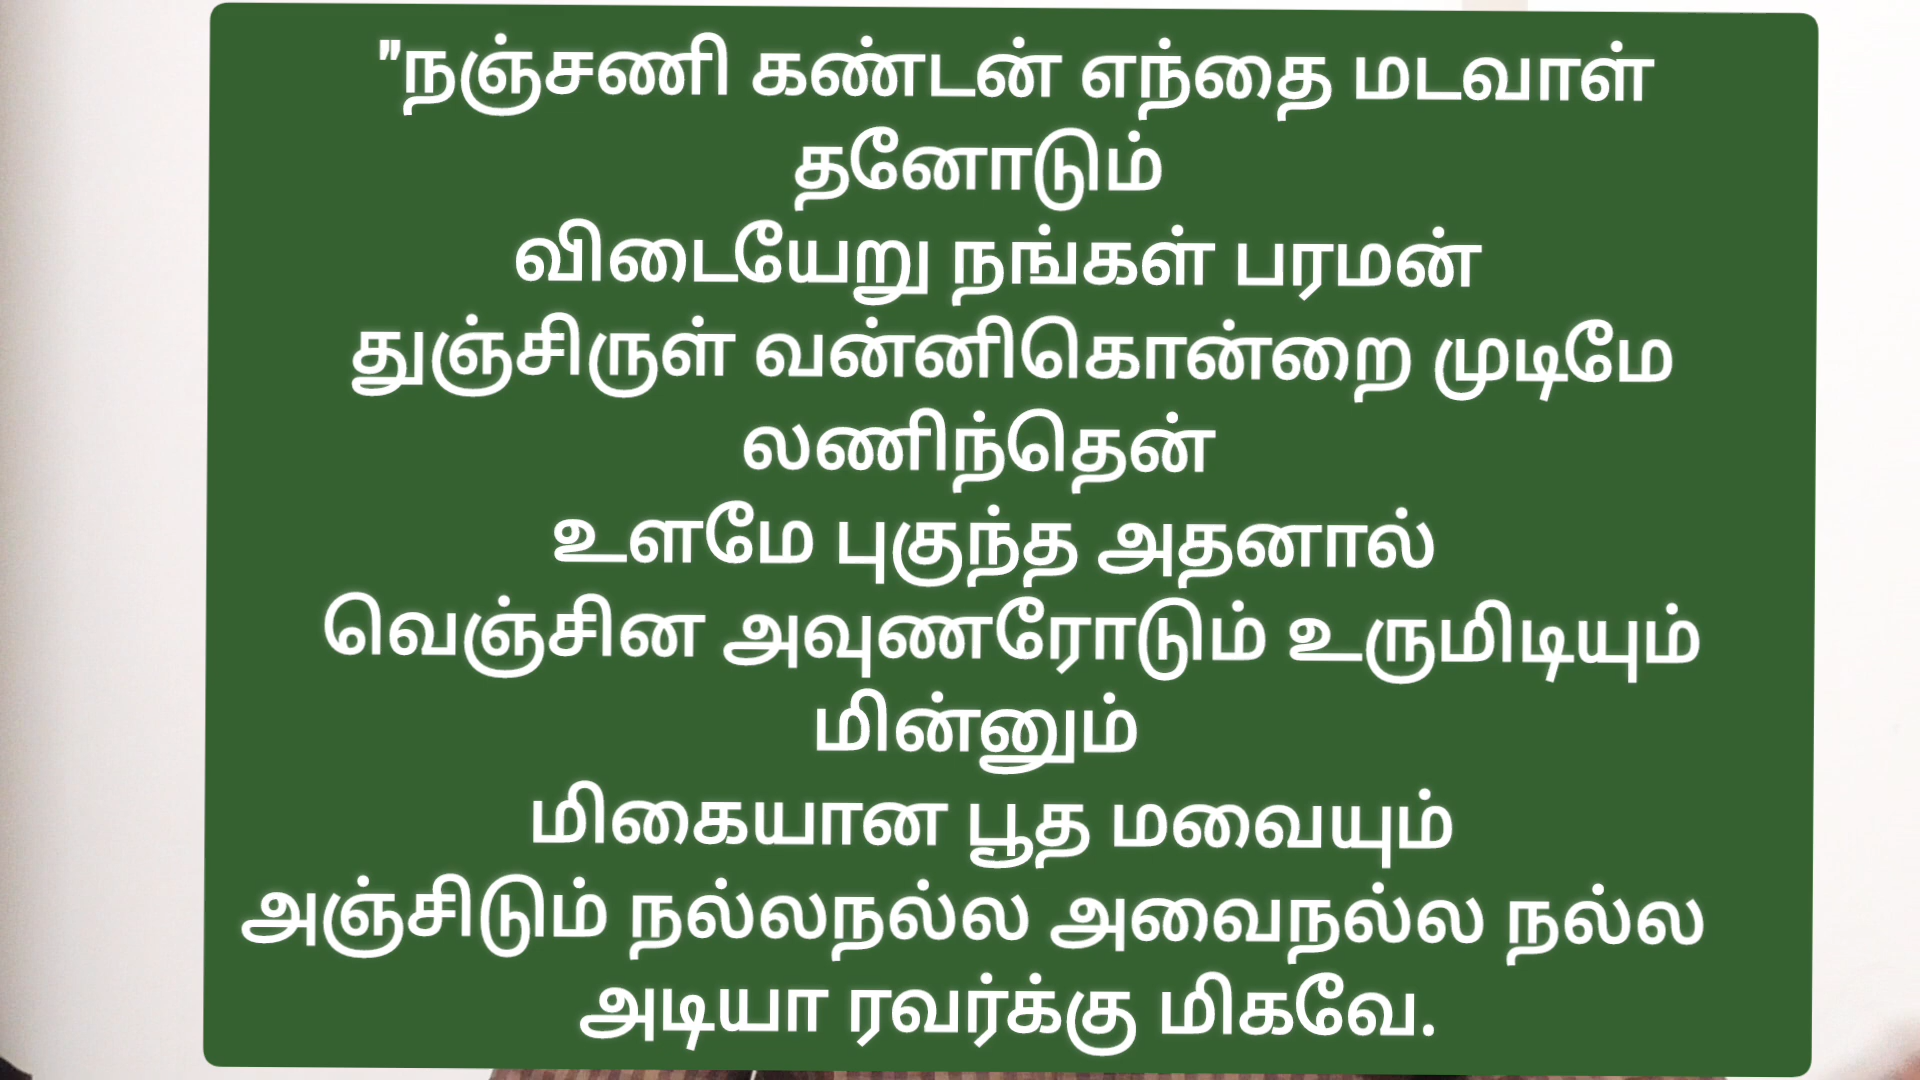 "நஞ்சணி கண்டன் எந்தை மடவாள்
தனோடும்
விடையேறு நங்கள் பரமன்
துஞ்சிருள் வன்னிகொன்றை முடிமே
லணிந்தென்
உளமே புகுந்த அதனால்
வெஞ்சின அவுணரோடும் உருமிடியும்
மின்னும்
மிகையான பூத மவையும்
அஞ்சிடும் நல்லநல்ல அவைநல்ல நல்ல
அடியா ரவர்க்கு மிகவே.